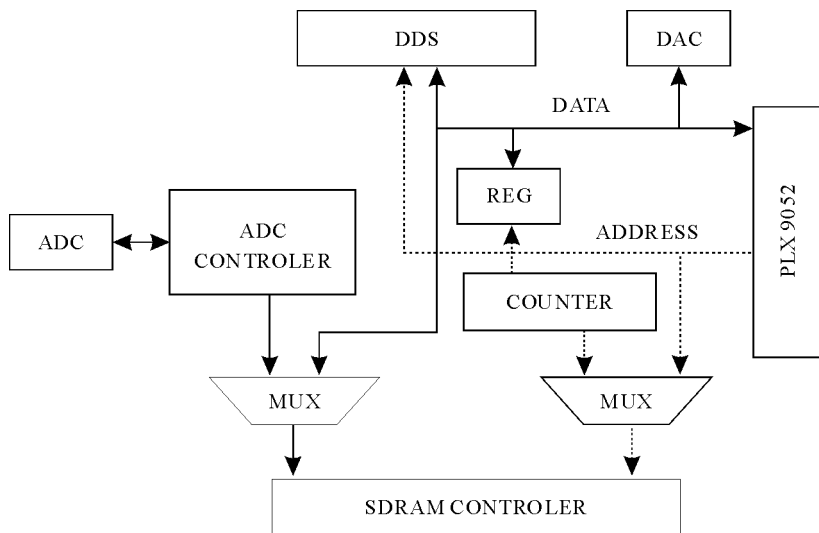 DDS
DAC
DATA
REG
PLX 9052
ADC
ADC
CONTROLER
ADDRESS
COUNTER
MUX
MUX
SDRAM CONTROLER